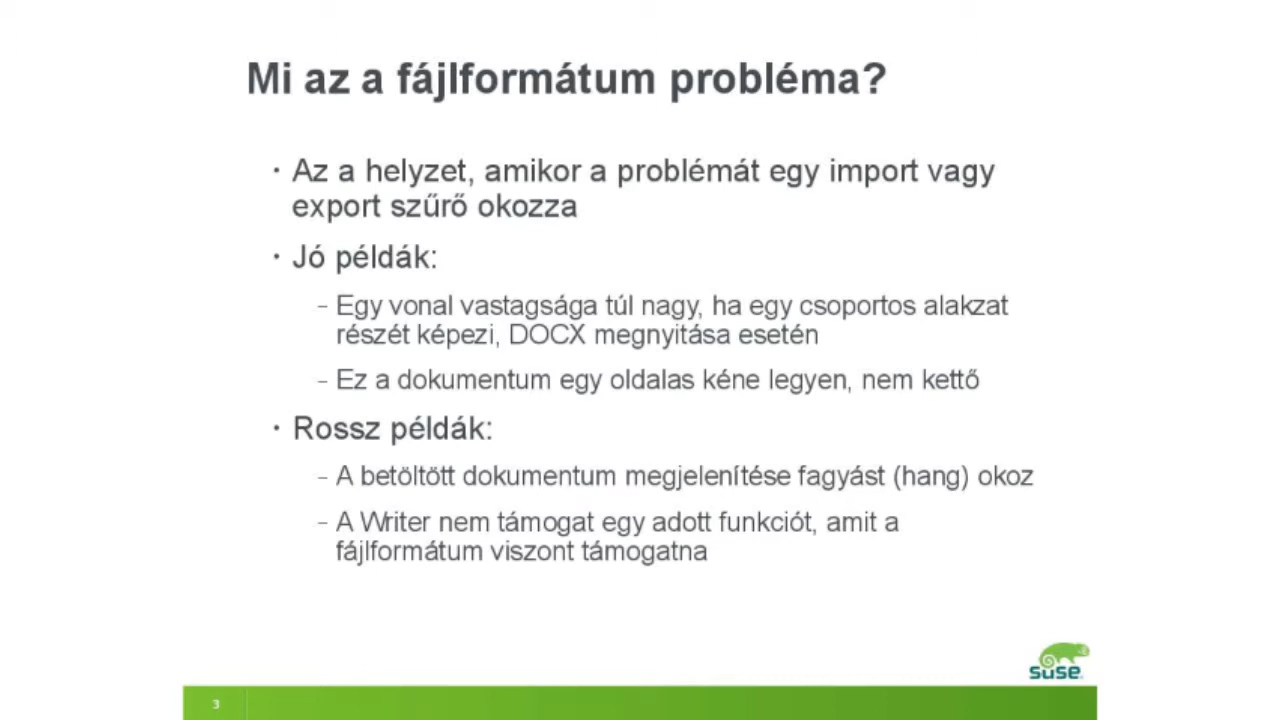 Mi az a fájlformátum probléma?
· Az a helyzet, amikor a problémát egy import vagy
export szűrő okozza
· Jó példák:
– Egy vonal vastagsága túl nagy, ha egy csoportos alakzat
részét képezi, DOCX megnyitása esetén
– Ez a dokumentum egy oldalas kéne legyen, nem kettő
· Rossz példák:
– A betöltött dokumentum megjelenítése fagyást (hang) okoz
– A Writer nem támogat egy adott funkciót, amit a
fájlformátum viszont támogatna
SUSE
3